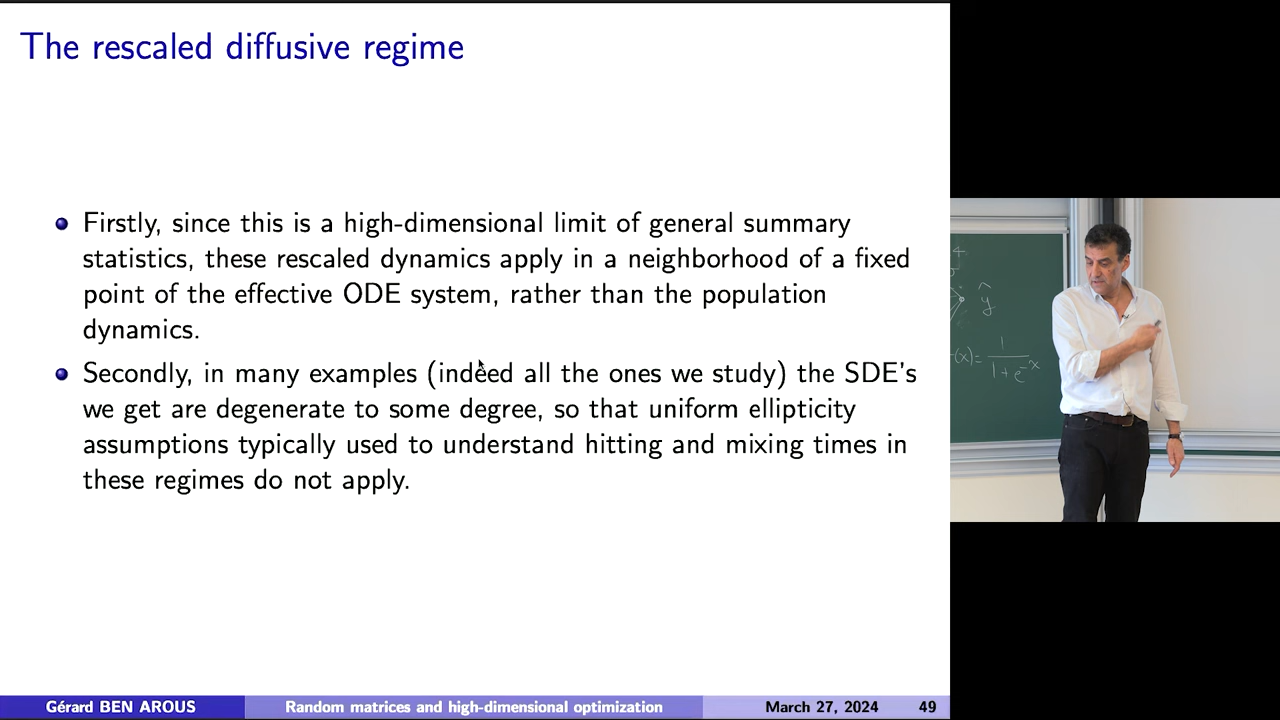 The rescaled diffusive regime
Firstly, since this is a high-dimensional limit of general summary
statistics, these rescaled dynamics apply in a neighborhood of a fixed
point of the effective ODE system, rather than the population
dynamics.
Secondly, in many examples (indeed all the ones we study) the SDE's
we get are degenerate to some degree, so that uniform ellipticity
assumptions typically used to understand hitting and mixing times in
these regimes do not apply.
ŷ
(x) = 1 / 1 + e^-x
Gérard BEN AROUS Random matrices and high-dimensional optimization March 27, 2024 49